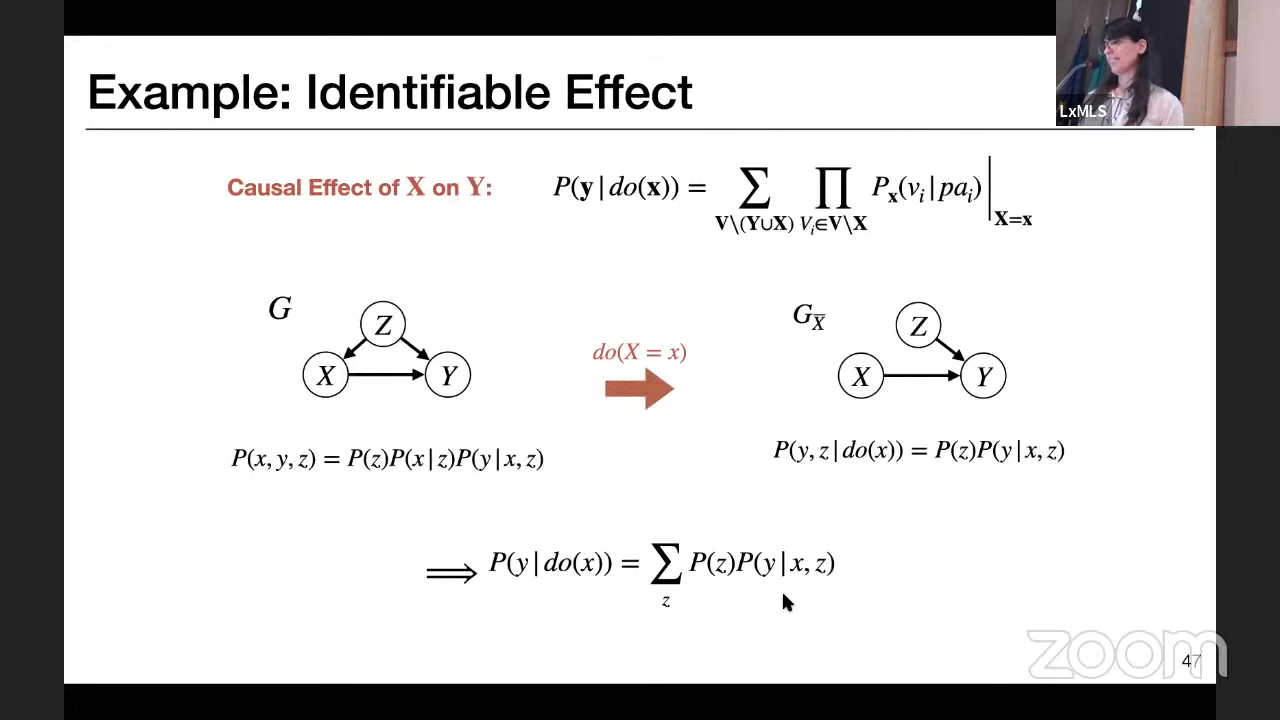 Example: Identifiable Effect
LxMLS
Causal Effect of X on Y: P(y|do(x)) = ∑ ∏ P_x(v_i|pa_i)|
V\(Y∪X) V_i∈V\X X=x
G
G_X̅
Z
Z
do(X = x)
X Y
X Y
P(x, y, z) = P(z)P(x|z)P(y|x, z)
P(y, z|do(x)) = P(z)P(y|x, z)
⟹ P(y|do(x)) = ∑ P(z)P(y|x, z)
z
zoom
47